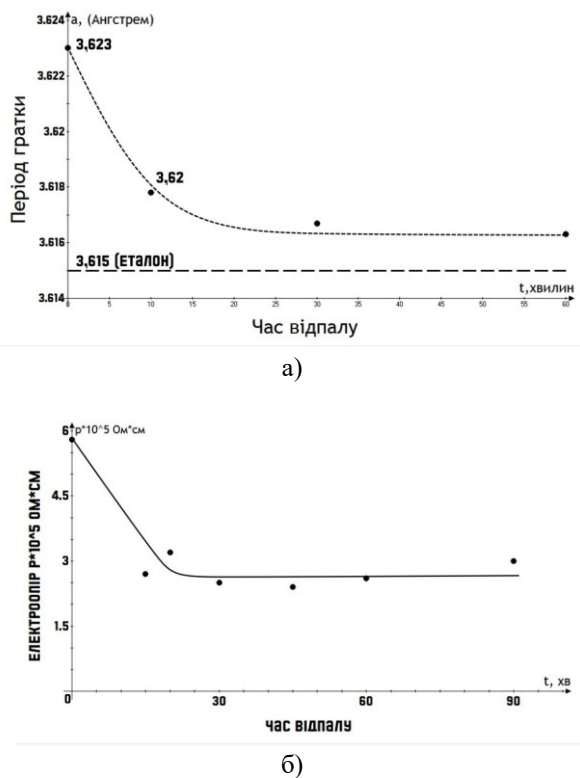 3.624
a, (Ангстрем)
3,623
3.622
3.62
3,62
3.618
3.616
3,615 (ЕТАЛОН)
3.614
Період гратки
t,хвилин
0 5 10 15 20 25 30 35 40 45 50 55 60
Час відпалу
а)
6
р*10^5 Ом*см
4.5
3
1.5
ЕЛЕКТРООПІР Р*10^5 ОМ*СМ
t, хв
0 30 60 90
ЧАС ВІДПАЛУ
б)